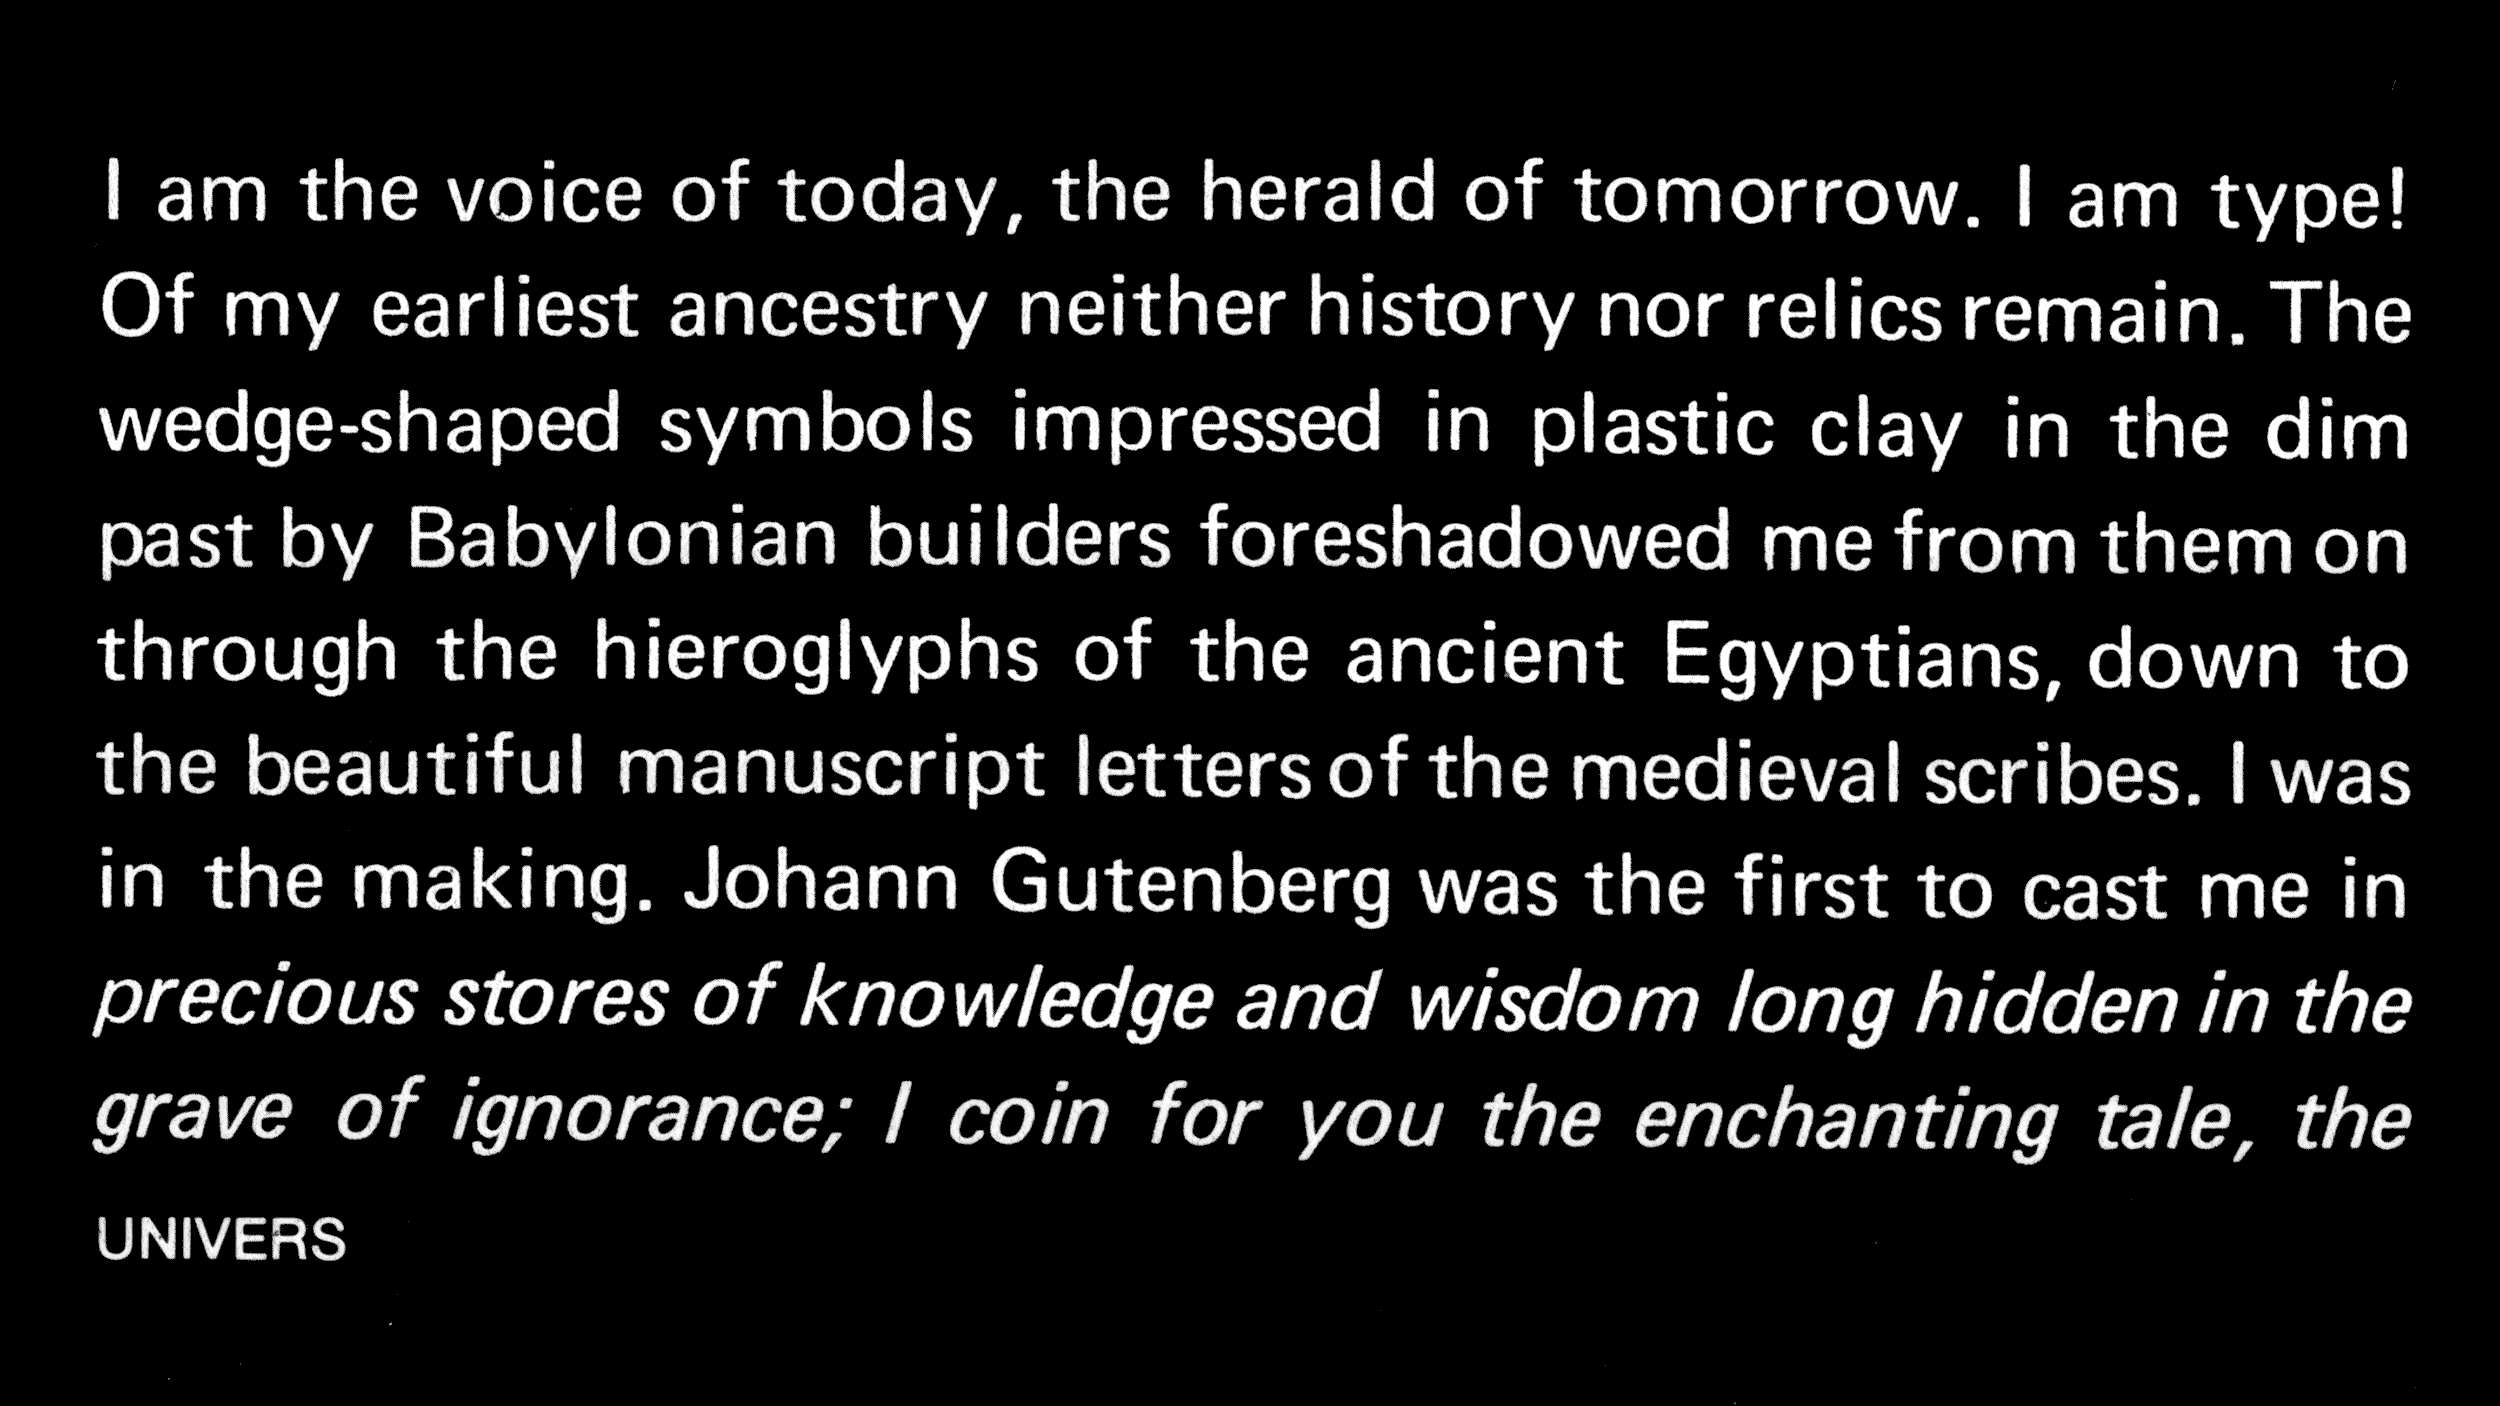 I am the voice of today, the herald of tomorrow. I am type!
Of my earliest ancestry neither history nor relics remain. The
wedge-shaped symbols impressed in plastic clay in the dim
past by Babylonian builders foreshadowed me from them on
through the hieroglyphs of the ancient Egyptians, down to
the beautiful manuscript letters of the medieval scribes. I was
in the making. Johann Gutenberg was the first to cast me in
precious stores of knowledge and wisdom long hidden in the
grave of ignorance; I coin for you the enchanting tale, the
UNIVERS